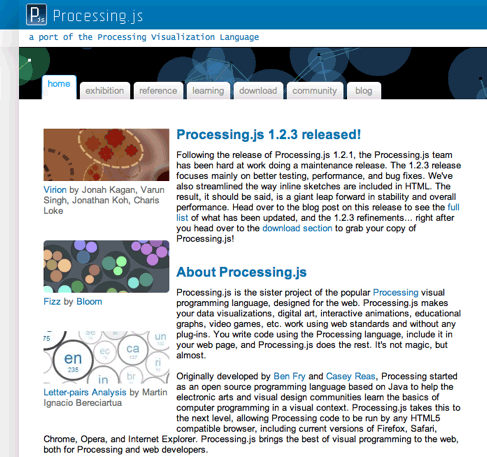 PJS Processing.js
a port of the Processing Visualization Language
home exhibition reference learning download community blog
Virion by Jonah Kagan, Varun
Singh, Jonathan Koh, Charis
Loke
Fizz by Bloom
ec en ca un
75 en ca ri
235 122
in br
Letter-pairs Analysis by Martin
Ignacio Bereciartua
Processing.js 1.2.3 released!
Following the release of Processing.js 1.2.1, the Processing.js team
has been hard at work doing a maintenance release. The 1.2.3 release
focuses mainly on better testing, performance, and bug fixes. We've
also streamlined the way inline sketches are included in HTML. The
result, it should be said, is a giant leap forward in stability and overall
performance. Head over to the blog post on this release to see the full
list of what has been updated, and the 1.2.3 refinements... right after
you head over to the download section to grab your copy of
Processing.js!
About Processing.js
Processing.js is the sister project of the popular Processing visual
programming language, designed for the web. Processing.js makes
your data visualizations, digital art, interactive animations, educational
graphs, video games, etc. work using web standards and without any
plug-ins. You write code using the Processing language, include it in
your web page, and Processing.js does the rest. It's not magic, but
almost.
Originally developed by Ben Fry and Casey Reas, Processing started
as an open source programming language based on Java to help the
electronic arts and visual design communities learn the basics of
computer programming in a visual context. Processing.js takes this to
the next level, allowing Processing code to be run by any HTML5
compatible browser, including current versions of Firefox, Safari,
Chrome, Opera, and Internet Explorer. Processing.js brings the best of visual programming to the web,
both for Processing and web developers.